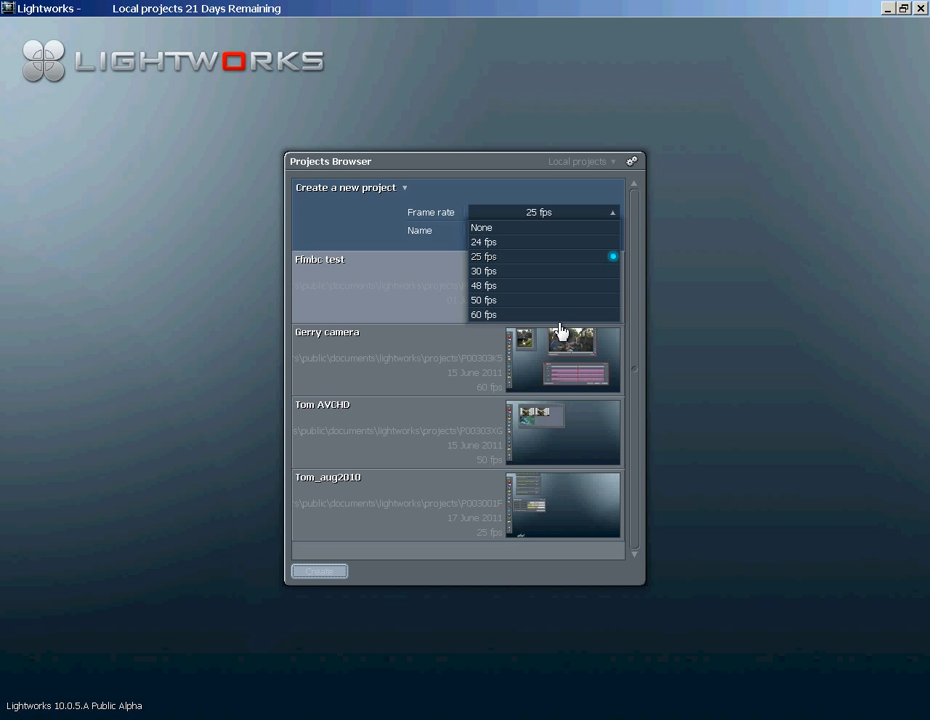 Lightworks - Local projects 21 Days Remaining
LIGHTWORKS
Projects Browser Local projects
Create a new project
Frame rate 25 fps
Name
None
24 fps
25 fps
30 fps
48 fps
50 fps
60 fps
Ffmbc test
Gerry camera
s\public\documents\lightworks\projects\P00303K5
15 June 2011
60 fps
Tom AVCHD
s\public\documents\lightworks\projects\P00303XG
15 June 2011
50 fps
Tom_aug2010
s\public\documents\lightworks\projects\P003001F
17 June 2011
25 fps
Create
Lightworks 10.0.5.A Public Alpha